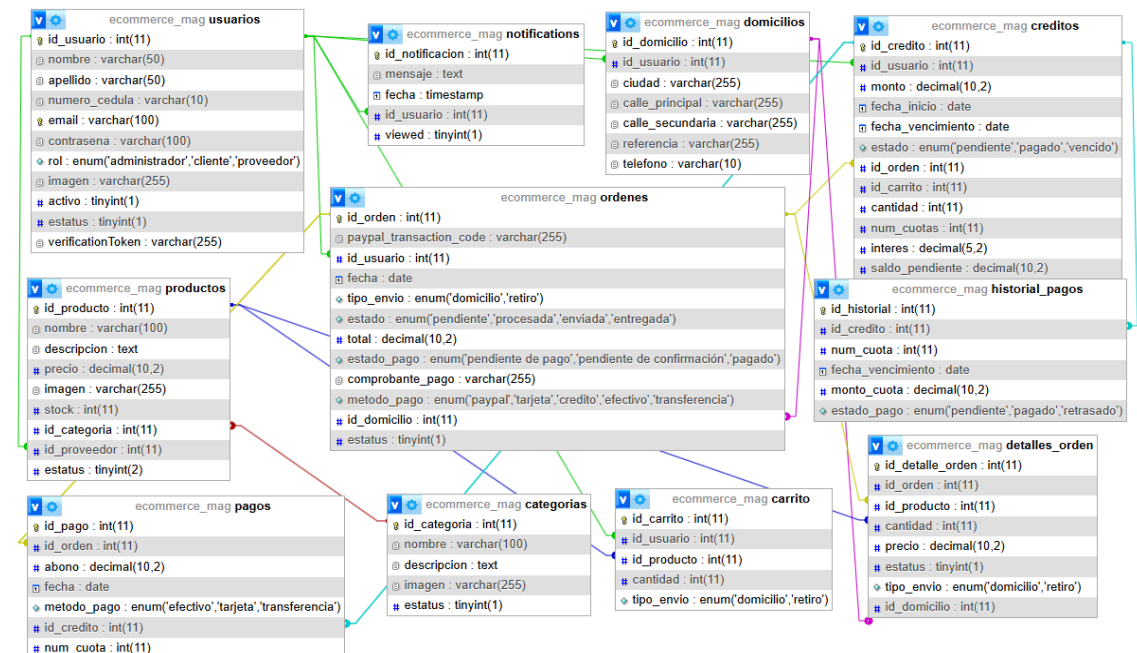 ecommerce_mag usuarios
id_usuario : int(11)
nombre : varchar(50)
apellido : varchar(50)
numero_cedula : varchar(10)
email : varchar(100)
contrasena : varchar(100)
rol : enum('administrador','cliente','proveedor')
imagen : varchar(255)
activo : tinyint(1)
estatus : tinyint(1)
verificationToken : varchar(255)
ecommerce_mag notifications
id_notificacion : int(11)
mensaje : text
fecha : timestamp
id_usuario : int(11)
viewed : tinyint(1)
ecommerce_mag domicilios
id_domicilio : int(11)
id_usuario : int(11)
ciudad : varchar(255)
calle_principal : varchar(255)
calle_secundaria : varchar(255)
referencia : varchar(255)
telefono : varchar(10)
ecommerce_mag creditos
id_credito : int(11)
id_usuario : int(11)
monto : decimal(10,2)
fecha_inicio : date
fecha_vencimiento : date
estado : enum('pendiente','pagado','vencido')
id_orden : int(11)
id_carrito : int(11)
cantidad : int(11)
num_cuotas : int(11)
interes : decimal(5,2)
saldo_pendiente : decimal(10,2)
ecommerce_mag ordenes
id_orden : int(11)
paypal_transaction_code : varchar(255)
id_usuario : int(11)
fecha : date
tipo_envio : enum('domicilio','retiro')
estado : enum('pendiente','procesada','enviada','entregada')
total : decimal(10,2)
estado_pago : enum('pendiente de pago','pendiente de confirmación','pagado')
comprobante_pago : varchar(255)
metodo_pago : enum('paypal','tarjeta','credito','efectivo','transferencia')
id_domicilio : int(11)
estatus : tinyint(1)
ecommerce_mag productos
id_producto : int(11)
nombre : varchar(100)
descripcion : text
precio : decimal(10,2)
imagen : varchar(255)
stock : int(11)
id_categoria : int(11)
id_proveedor : int(11)
estatus : tinyint(2)
ecommerce_mag historial_pagos
id_historial : int(11)
id_credito : int(11)
num_cuota : int(11)
fecha_vencimiento : date
monto_cuota : decimal(10,2)
estado_pago : enum('pendiente','pagado','retrasado')
ecommerce_mag pagos
id_pago : int(11)
id_orden : int(11)
abono : decimal(10,2)
fecha : date
metodo_pago : enum('efectivo','tarjeta','transferencia')
id_credito : int(11)
num_cuota : int(11)
ecommerce_mag categorias
id_categoria : int(11)
nombre : varchar(100)
descripcion : text
imagen : varchar(255)
estatus : tinyint(1)
ecommerce_mag carrito
id_carrito : int(11)
id_usuario : int(11)
id_producto : int(11)
cantidad : int(11)
tipo_envio : enum('domicilio','retiro')
ecommerce_mag detalles_orden
id_detalle_orden : int(11)
id_orden : int(11)
id_producto : int(11)
cantidad : int(11)
precio : decimal(10,2)
estatus : tinyint(1)
tipo_envio : enum('domicilio','retiro')
id_domicilio : int(11)